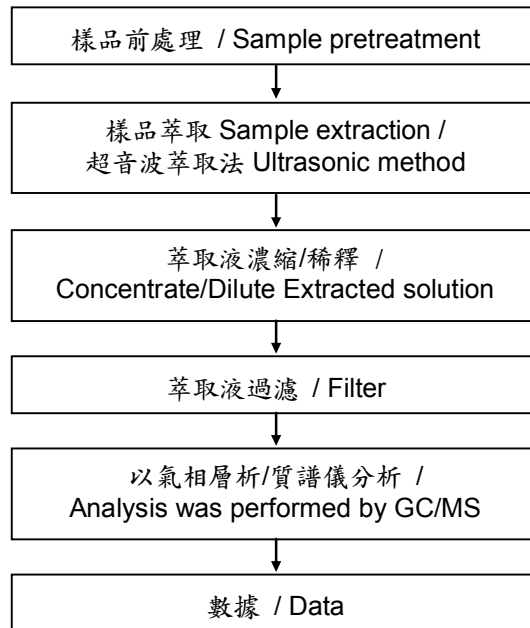 樣品前處理 / Sample pretreatment
樣品萃取 Sample extraction /
超音波萃取法 Ultrasonic method
萃取液濃縮/稀釋 /
Concentrate/Dilute Extracted solution
萃取液過濾 / Filter
以氣相層析/質譜儀分析 /
Analysis was performed by GC/MS
數據 / Data